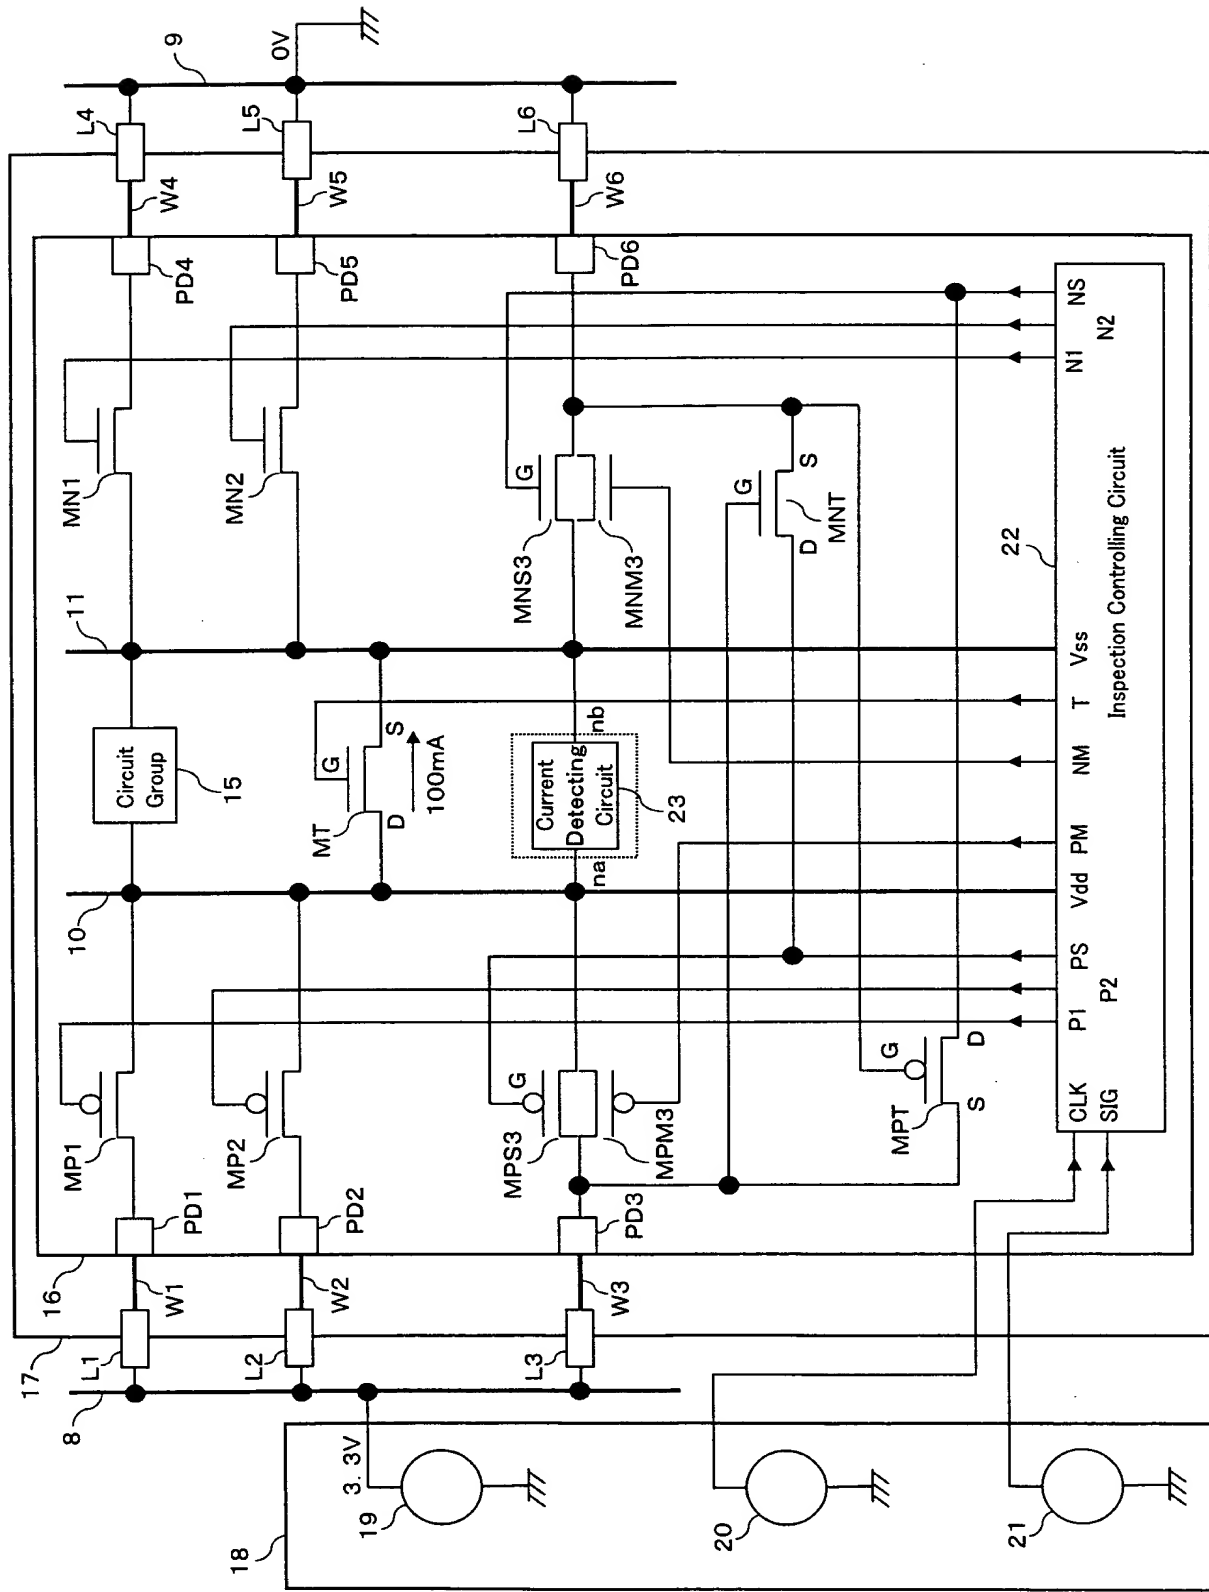 8
17
16
10
11
9
L1
W1
PD1
MP1
Circuit
Group
15
MN1
PD4
W4
L4
0V
L2
W2
PD2
MP2
MT
G
D
S
100mA
MN2
PD5
W5
L5
18
3. 3V
19
L3
W3
PD3
MPS3
G
MPM3
na
Current
Detecting
Circuit
23
nb
MNS3
G
MNM3
PD6
W6
L6
20
G
D
S
MNT
MPT
G
S
D
21
CLK
SIG
P1
P2
PS
Vdd
PM
NM
T
Vss
22
N1
N2
NS
Inspection Controlling Circuit